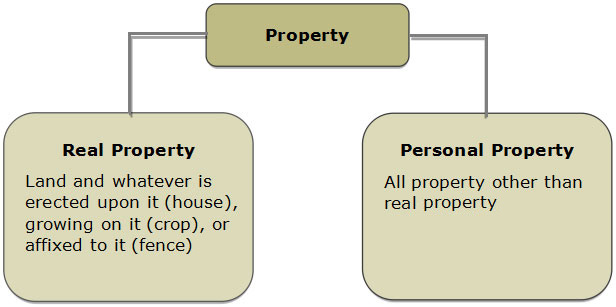 Property
Real Property
Land and whatever is
erected upon it (house),
growing on it (crop), or
affixed to it (fence)
Personal Property
All property other than
real property